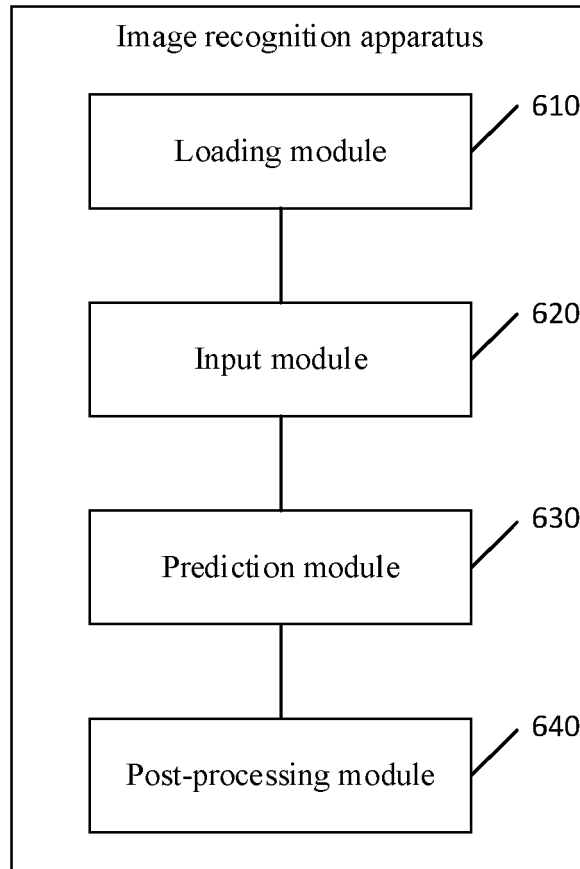 Image recognition apparatus
610
Loading module
620
Input module
630
Prediction module
640
Post-processing module